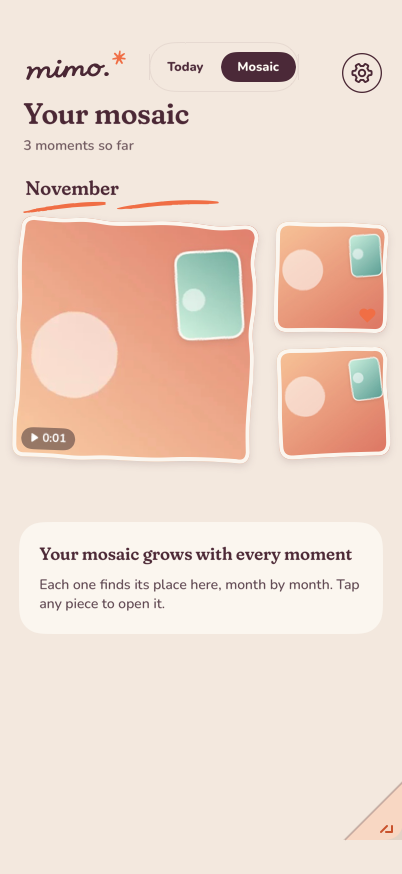 mimo.
Today
Mosaic
Your mosaic
3 moments so far
November
0:01
Your mosaic grows with every moment
Each one finds its place here, month by month. Tap
any piece to open it.